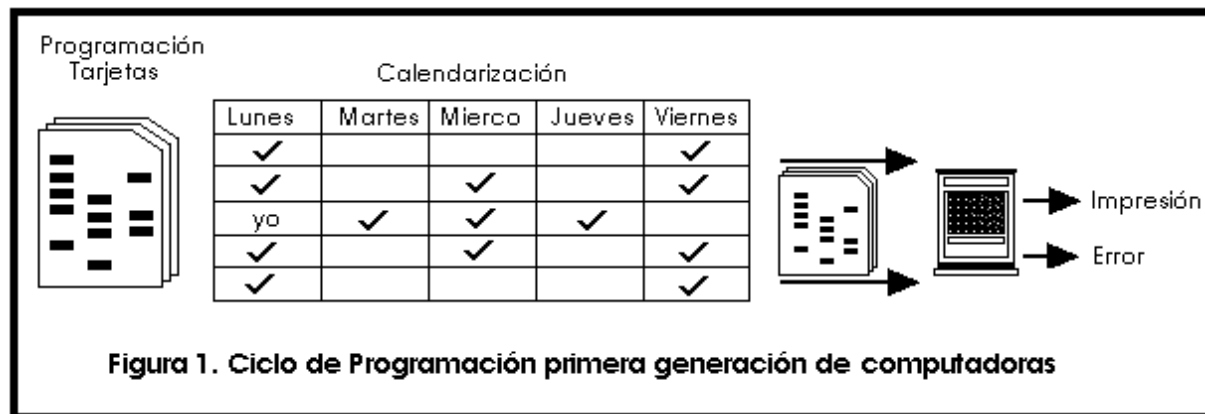 Programación
Tarjetas
Calendarización
Lunes Martes Mierco Jueves Viernes
yo
Impresión
Error
Figura 1. Ciclo de Programación primera generación de computadoras